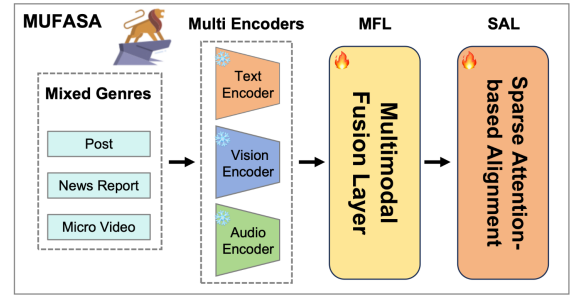 MUFASA
Multi Encoders
MFL
SAL
Mixed Genres
Post
News Report
Micro Video
Text
Encoder
Vision
Encoder
Audio
Encoder
Multimodal
Fusion Layer
Sparse Attention-
based Alignment